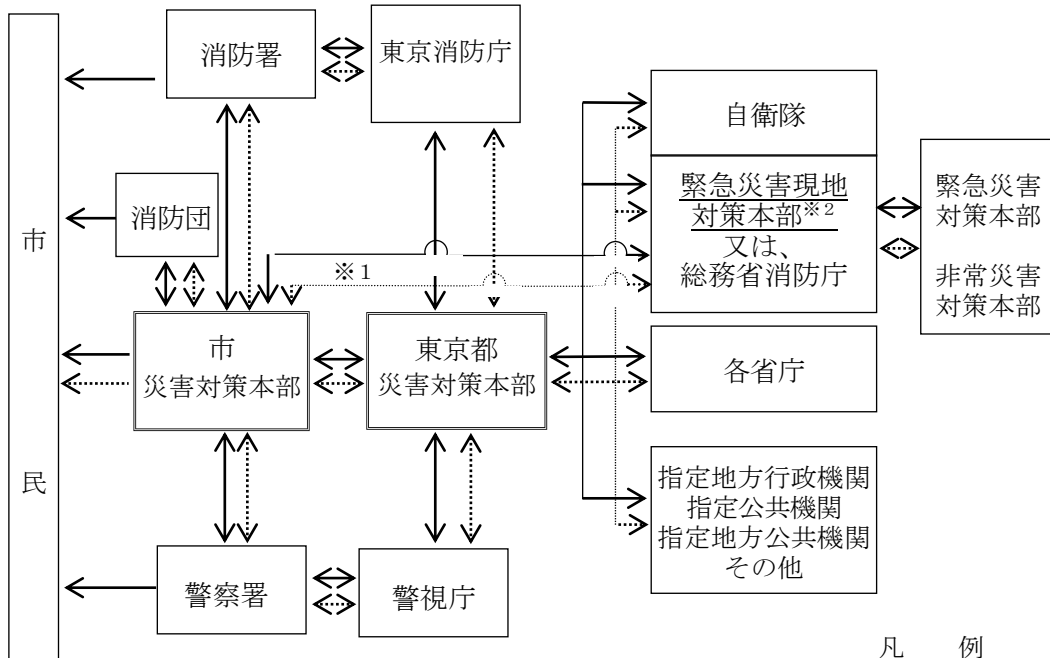 消防署
東京消防庁
自衛隊
緊急災害現地
対策本部※2
又は、
総務省消防庁
緊急災害
対策本部
非常災害
対策本部
消防団
市
民
※1
市
災害対策本部
東京都
災害対策本部
各省庁
指定地方行政機関
指定公共機関
指定地方公共機関
その他
警察署
警視庁
凡　例